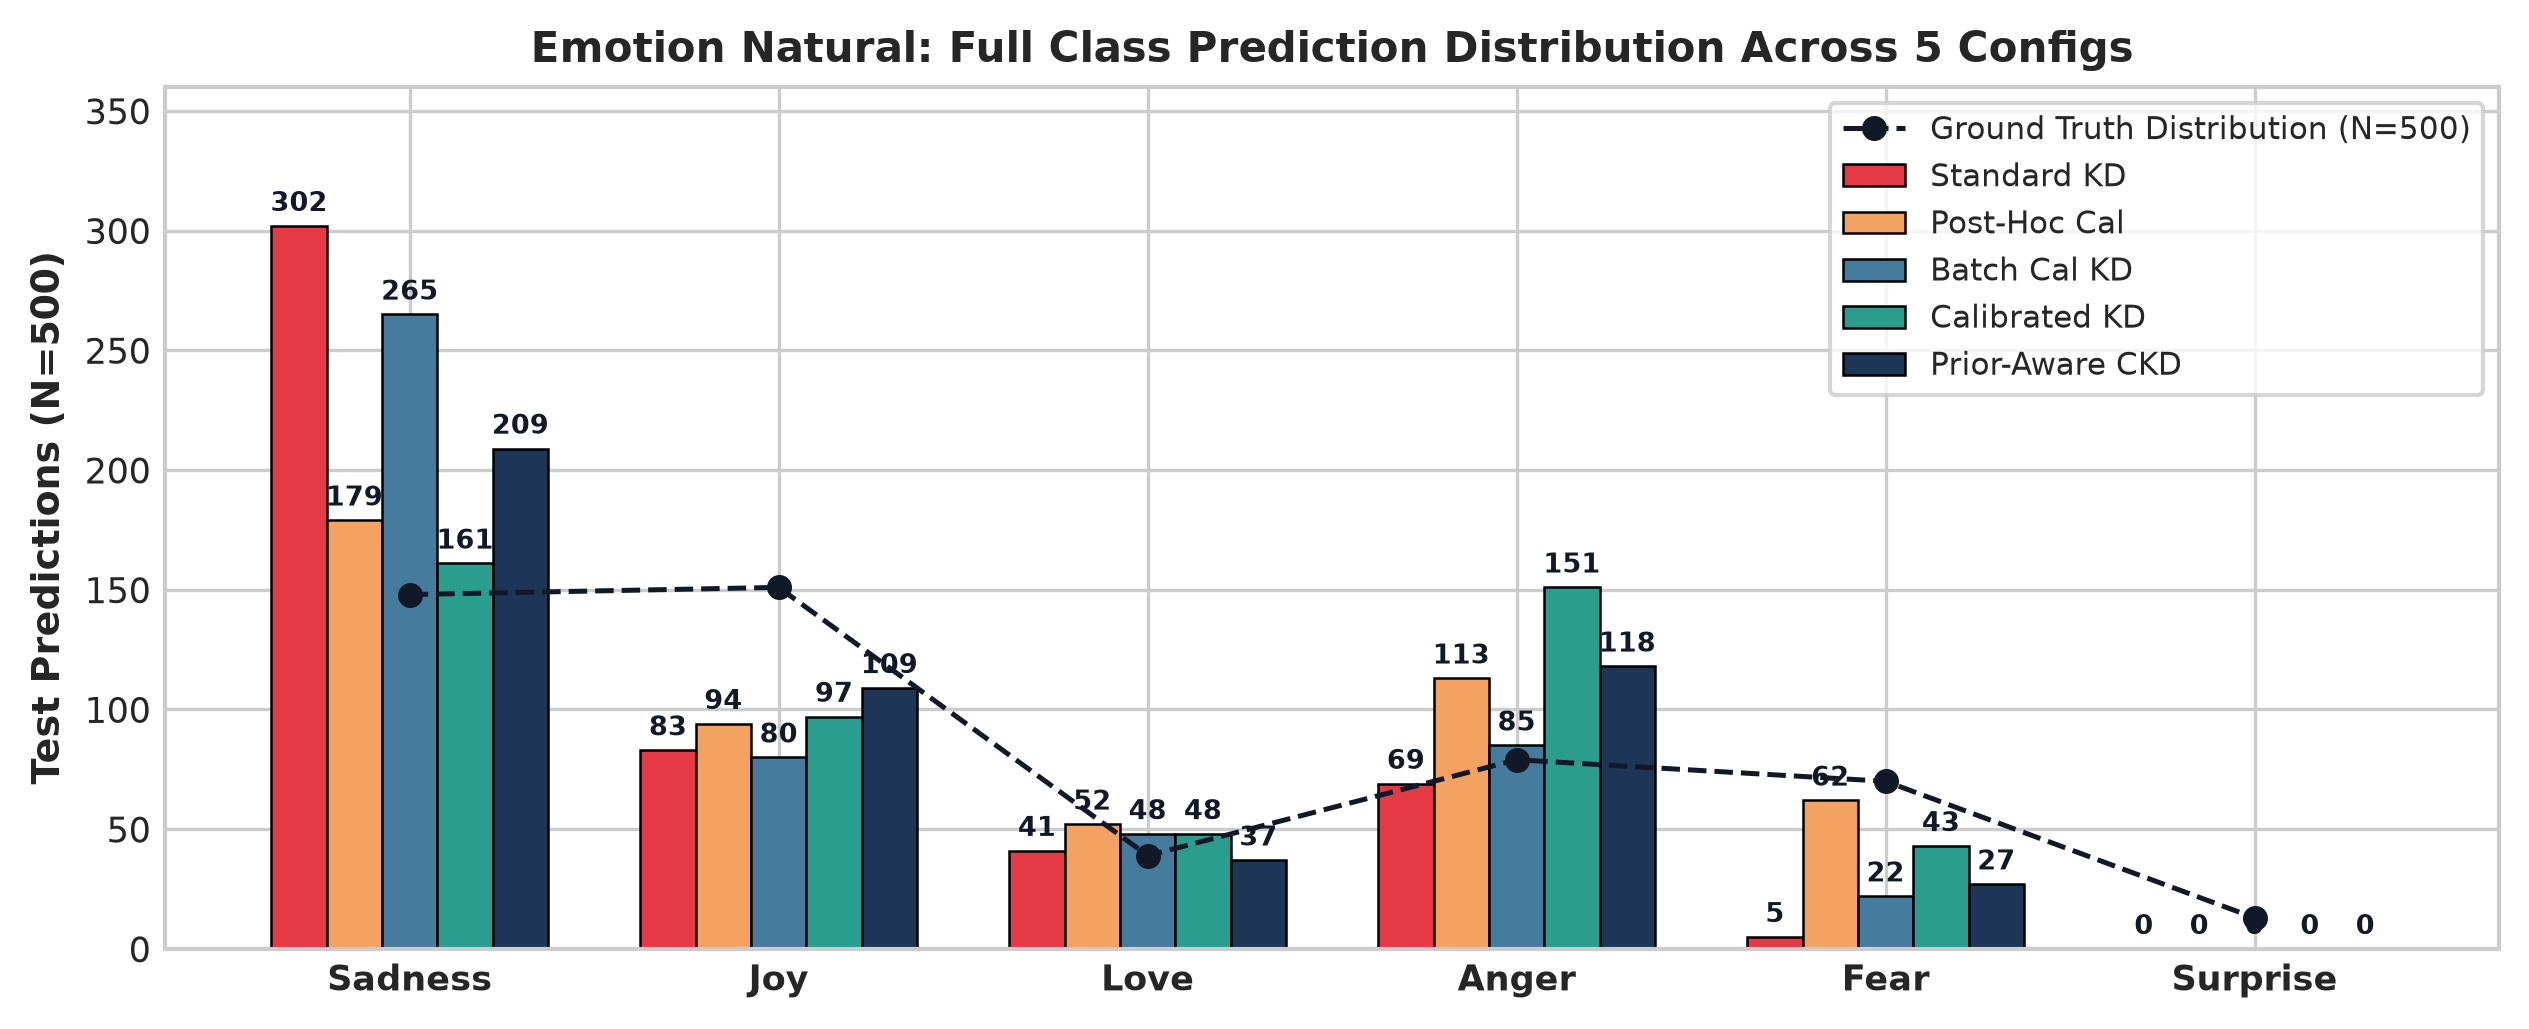 Emotion Natural: Full Class Prediction Distribution Across 5 Configs
Test Predictions (N=500)
350
300
250
200
150
100
50
0
Ground Truth Distribution (N=500)
Standard KD
Post-Hoc Cal
Batch Cal KD
Calibrated KD
Prior-Aware CKD
302
179
265
161
209
83
94
80
97
109
41
52
48
48
37
69
113
85
151
118
5
62
22
43
27
0
0
0
0
Sadness
Joy
Love
Anger
Fear
Surprise